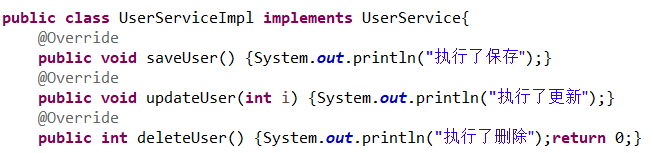 public class UserServiceImpl implements UserService{
@Override
public void saveUser() {System.out.println("执行了保存");}
@Override
public void updateUser(int i) {System.out.println("执行了更新");}
@Override
public int deleteUser() {System.out.println("执行了删除");return 0;}